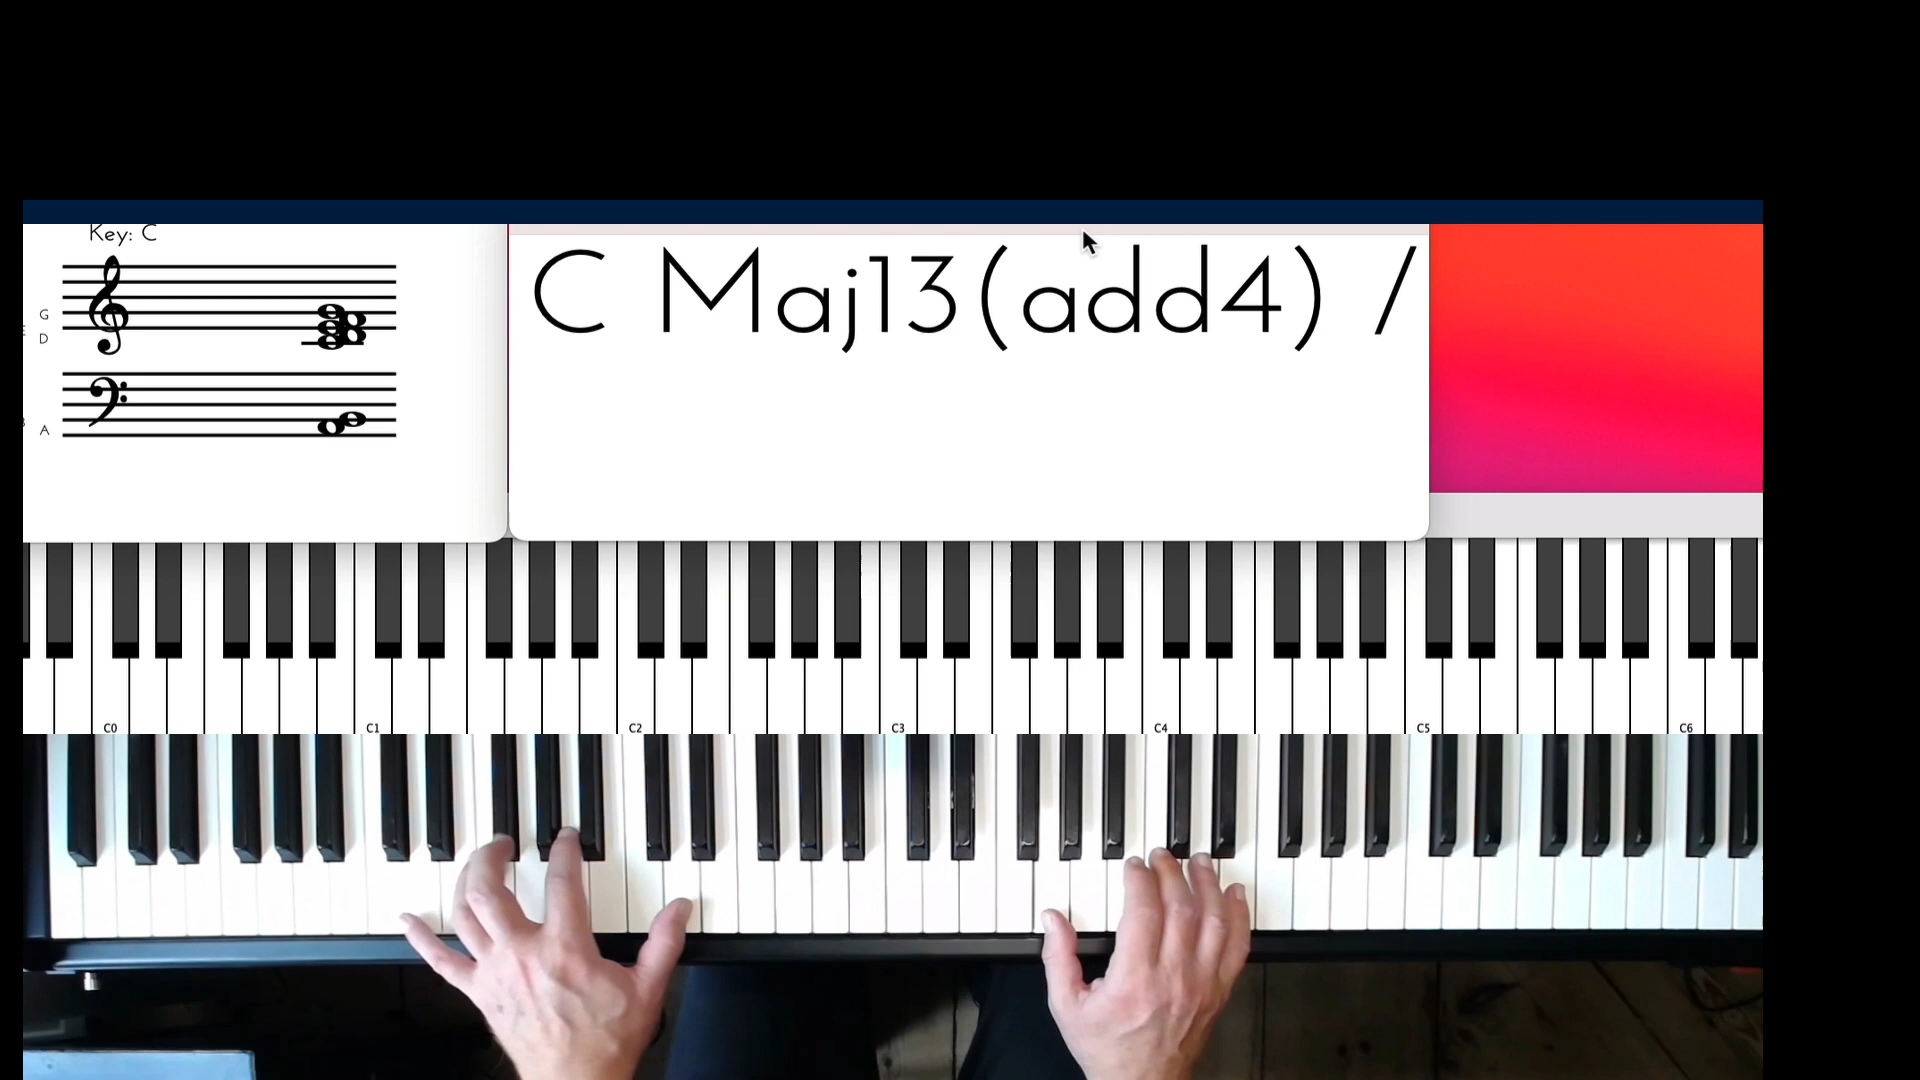 Key: C
C Maj13(add4) /
G
D
A
C0 C1 C2 C3 C4 C5 C6